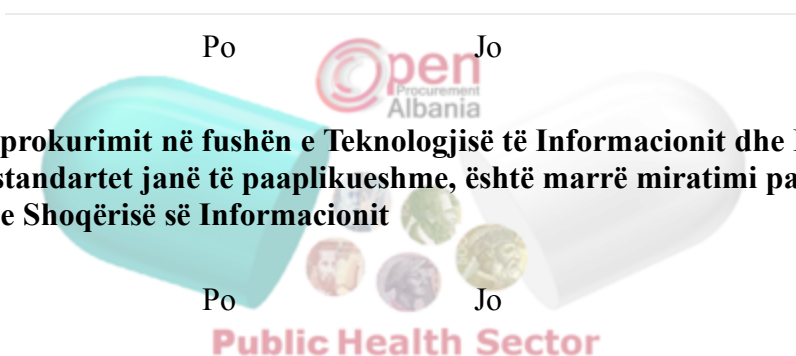 Po Jo
Open
Procurement
Albania
prokurimit në fushën e Teknologjisë të Informacionit dhe
standartet janë të paaplikueshme, është marrë miratimi
e Shoqërisë së Informacionit
Po Jo
Public Health Sector